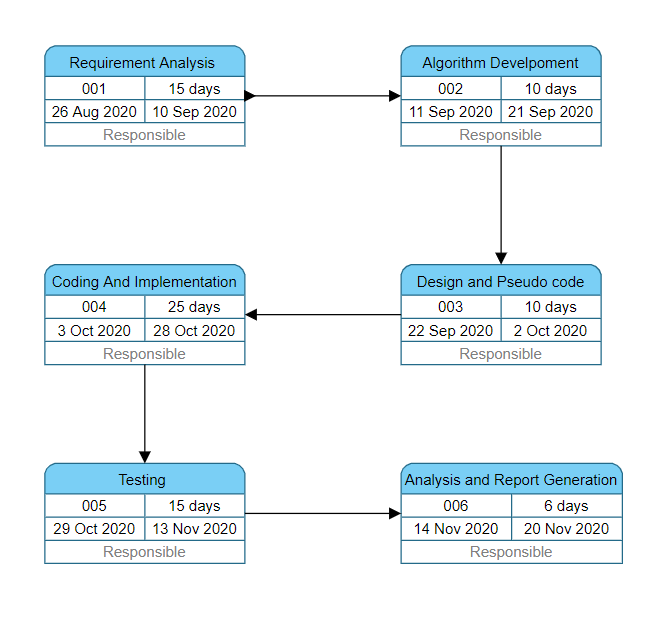 Requirement Analysis
001 15 days
26 Aug 2020 10 Sep 2020
Responsible
Algorithm Develpoment
002 10 days
11 Sep 2020 21 Sep 2020
Responsible
Design and Pseudo code
003 10 days
22 Sep 2020 2 Oct 2020
Responsible
Coding And Implementation
004 25 days
3 Oct 2020 28 Oct 2020
Responsible
Testing
005 15 days
29 Oct 2020 13 Nov 2020
Responsible
Analysis and Report Generation
006 6 days
14 Nov 2020 20 Nov 2020
Responsible